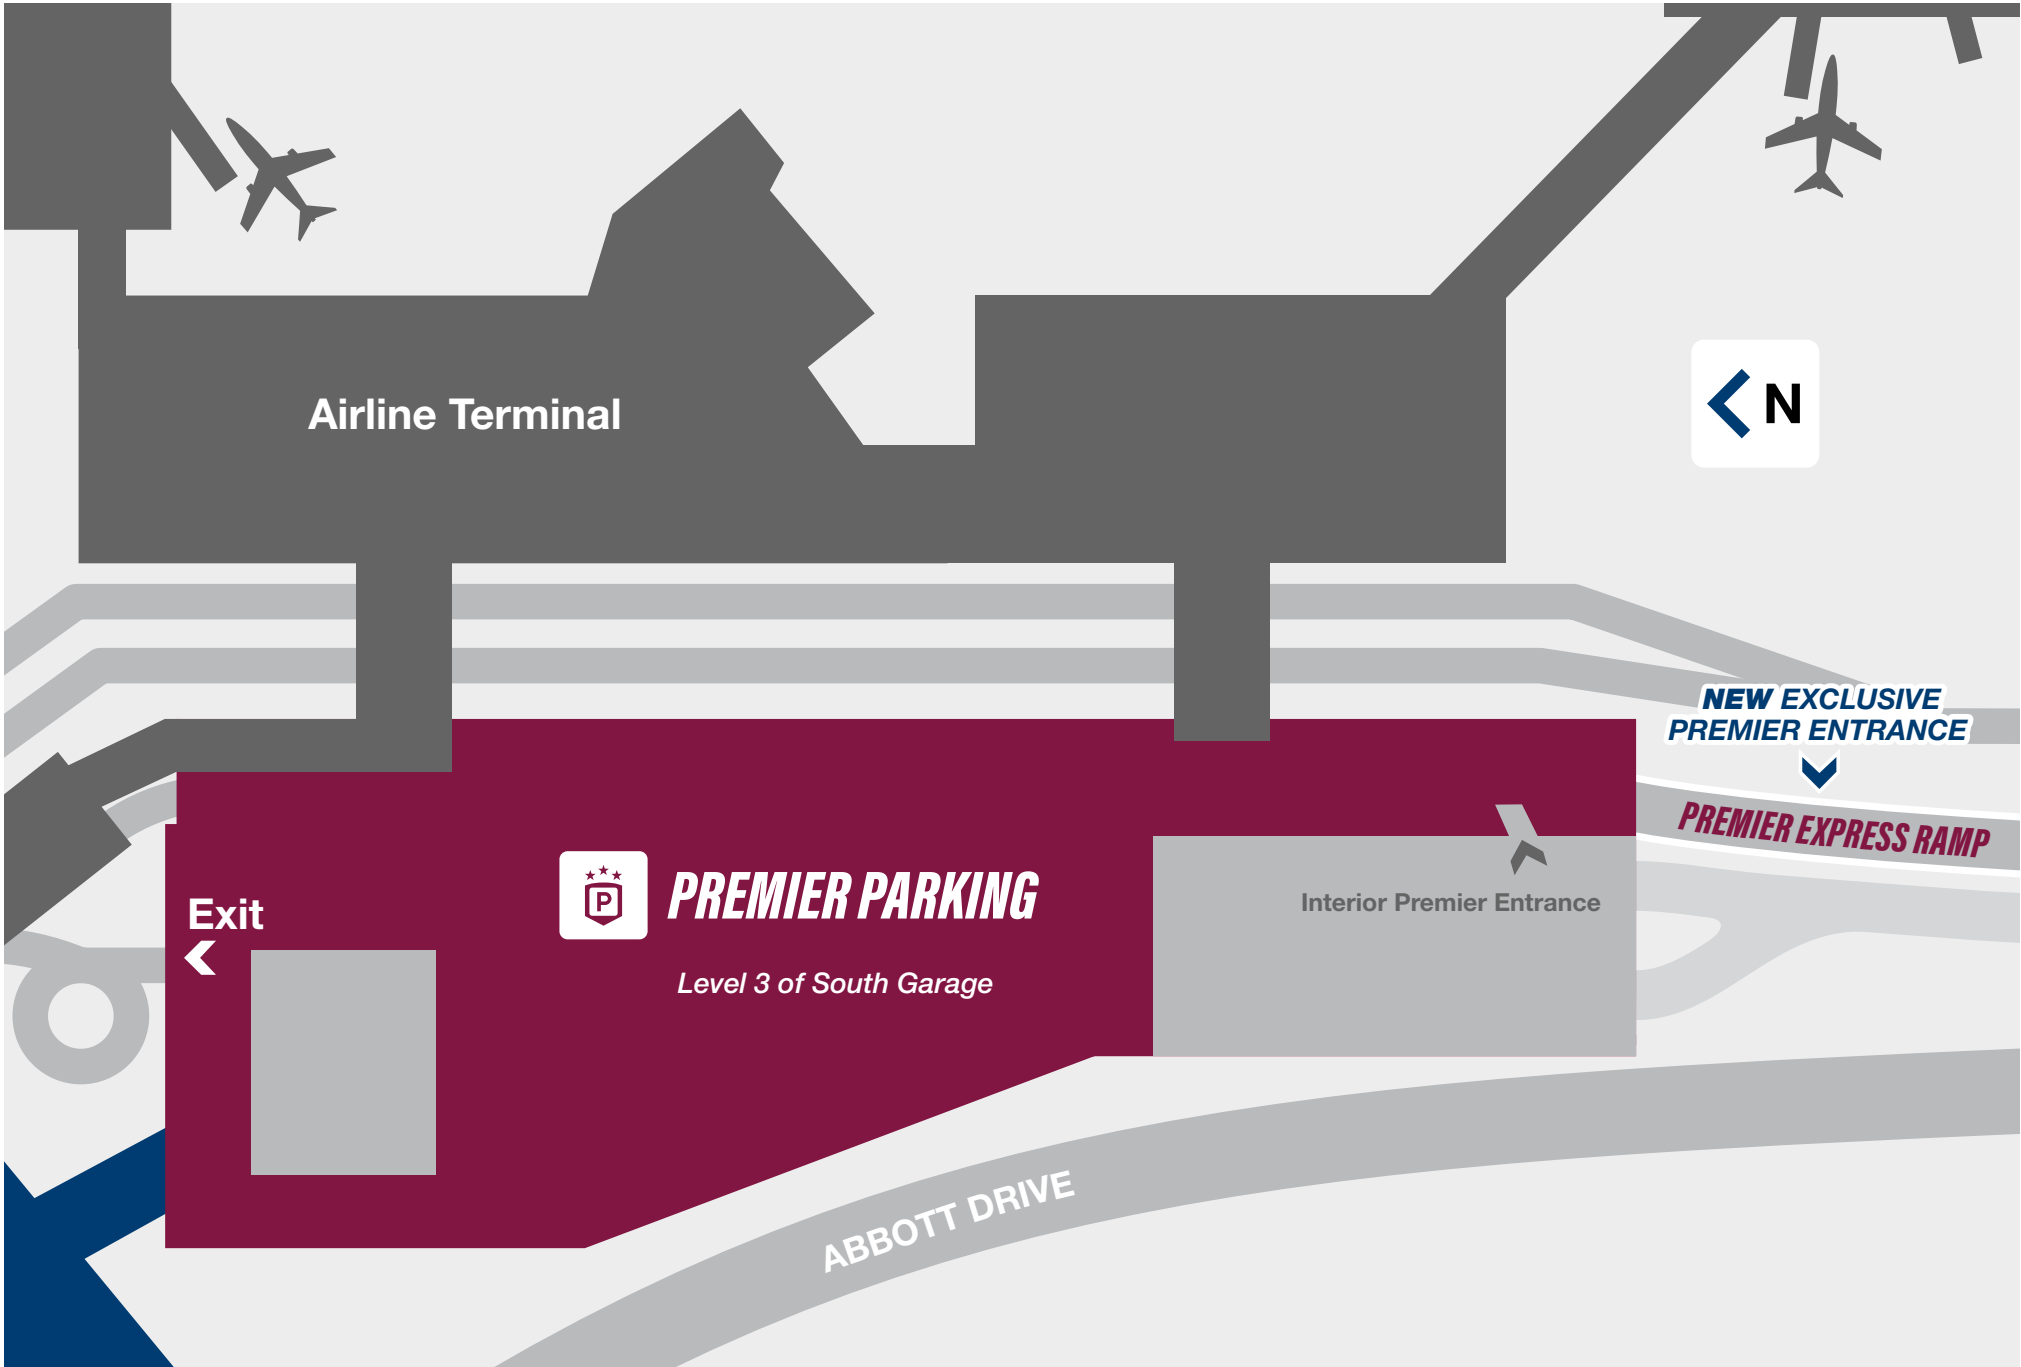 Airline Terminal
N
NEW EXCLUSIVE
PREMIER ENTRANCE
PREMIER EXPRESS RAMP
P
PREMIER PARKING
Interior Premier Entrance
Exit
Level 3 of South Garage
ABBOTT DRIVE